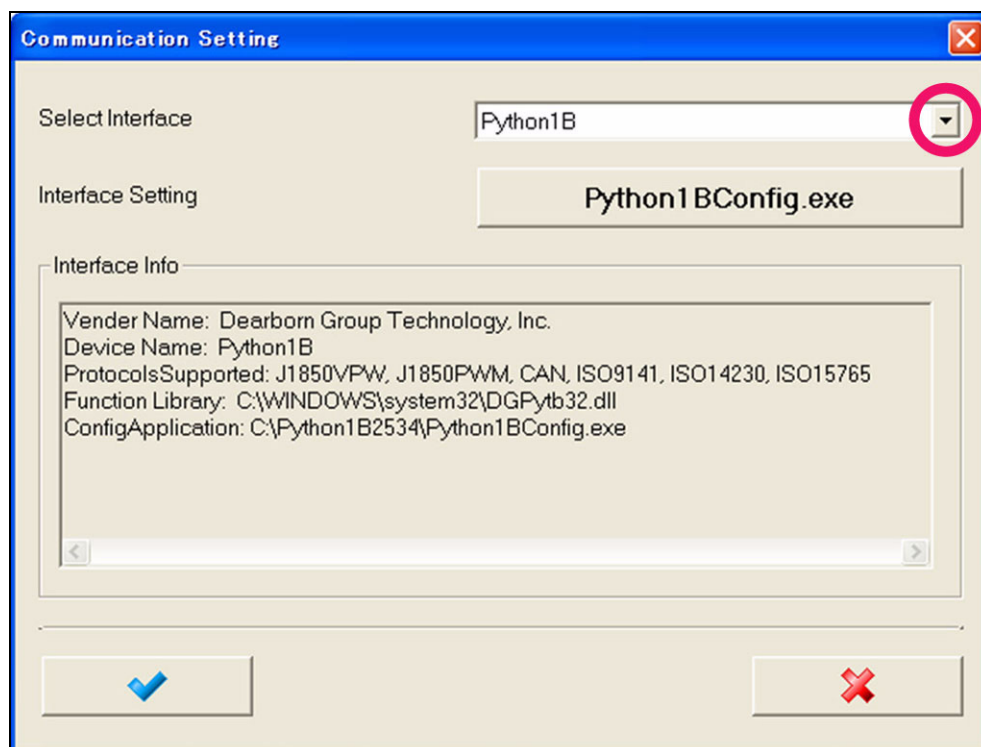 Communication Setting
Select Interface
Python1B
Interface Setting
Python1BConfig.exe
Interface Info
Vender Name: Dearborn Group Technology, Inc.
Device Name: Python1B
ProtocolsSupported: J1850VPW, J1850PWM, CAN, ISO9141, ISO14230, ISO15765
Function Library: C:\WINDOWS\system32\DGPytb32.dll
ConfigApplication: C:\Python1B2534\Python1BConfig.exe